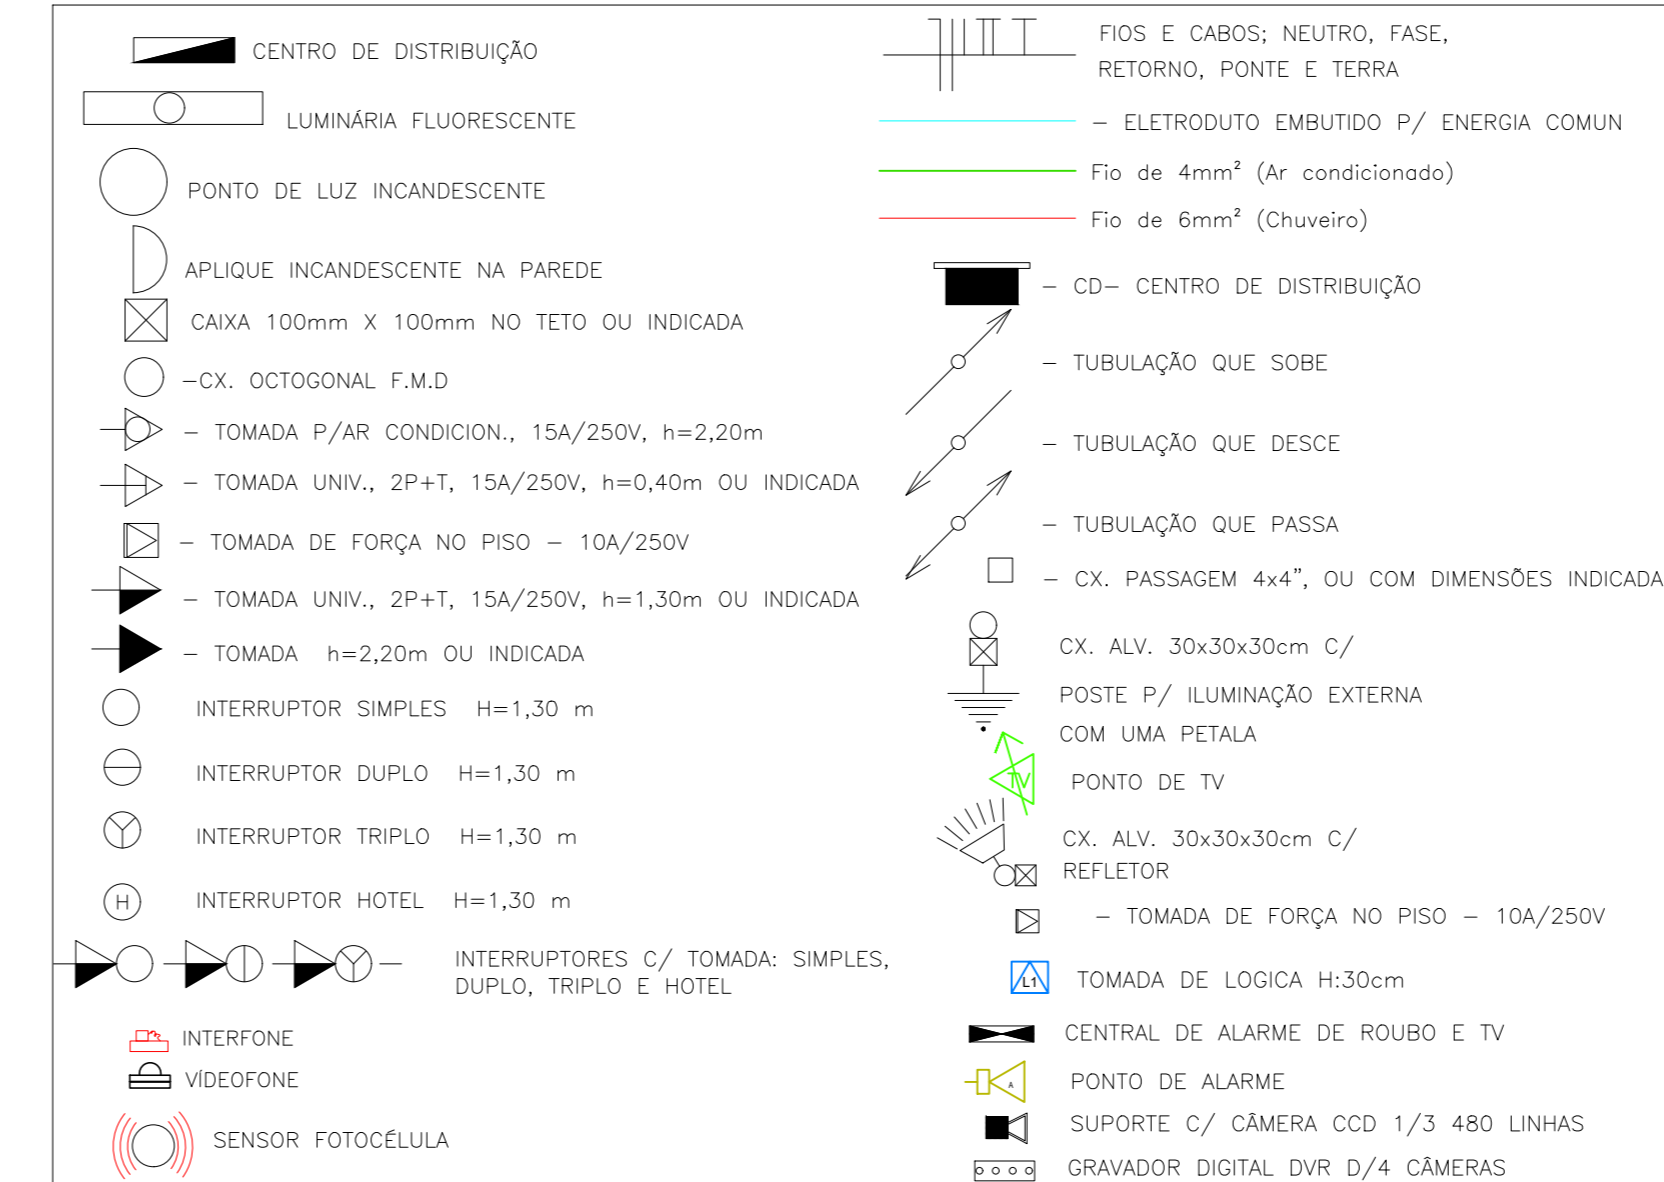 CENTRO DE DISTRIBUIÇÃO
LUMINÁRIA FLUORESCENTE
PONTO DE LUZ INCANDESCENTE
APLIQUE INCANDESCENTE NA PAREDE
CAIXA 100mm X 100mm NO TETO OU INDICADA
-CX. OCTOGONAL F.M.D
- TOMADA P/AR CONDICION., 15A/250V, h=2,20m
- TOMADA UNIV., 2P+T, 15A/250V, h=0,40m OU INDICADA
- TOMADA DE FORÇA NO PISO - 10A/250V
- TOMADA UNIV., 2P+T, 15A/250V, h=1,30m OU INDICADA
- TOMADA h=2,20m OU INDICADA
INTERRUPTOR SIMPLES H=1,30 m
INTERRUPTOR DUPLO H=1,30 m
INTERRUPTOR TRIPLO H=1,30 m
H INTERRUPTOR HOTEL H=1,30 m
INTERRUPTORES C/ TOMADA: SIMPLES,
DUPLO, TRIPLO E HOTEL
INTERFONE
VÍDEOFONE
SENSOR FOTOCÉLULA
FIOS E CABOS; NEUTRO, FASE,
RETORNO, PONTE E TERRA
- ELETRODUTO EMBUTIDO P/ ENERGIA COMUN
Fio de 4mm² (Ar condicionado)
Fio de 6mm² (Chuveiro)
- CD- CENTRO DE DISTRIBUIÇÃO
- TUBULAÇÃO QUE SOBE
- TUBULAÇÃO QUE DESCE
- TUBULAÇÃO QUE PASSA
- CX. PASSAGEM 4x4", OU COM DIMENSÕES INDICADA
CX. ALV. 30x30x30cm C/
POSTE P/ ILUMINAÇÃO EXTERNA
COM UMA PETALA
TV PONTO DE TV
CX. ALV. 30x30x30cm C/
REFLETOR
- TOMADA DE FORÇA NO PISO - 10A/250V
L1 TOMADA DE LOGICA H:30cm
CENTRAL DE ALARME DE ROUBO E TV
A PONTO DE ALARME
SUPORTE C/ CÂMERA CCD 1/3 480 LINHAS
GRAVADOR DIGITAL DVR D/4 CÂMERAS